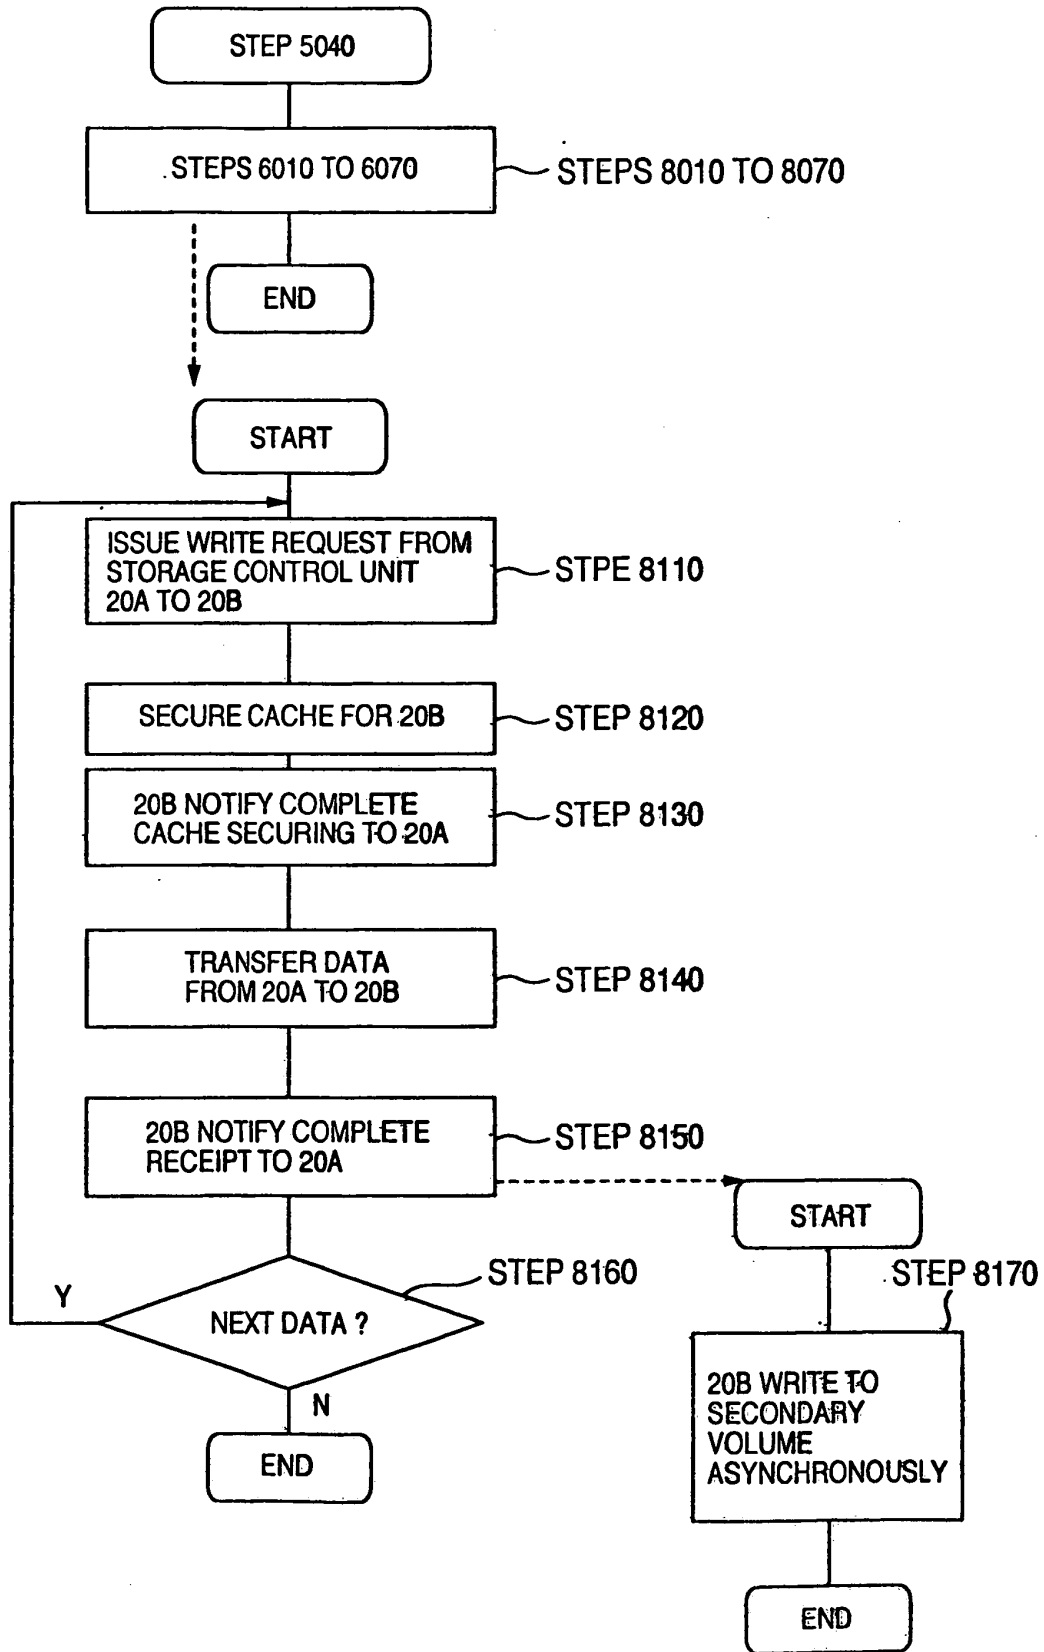 STEP 5040
STEPS 6010 TO 6070
STEPS 8010 TO 8070
END
START
ISSUE WRITE REQUEST FROM
STORAGE CONTROL UNIT
20A TO 20B
STPE 8110
SECURE CACHE FOR 20B
STEP 8120
20B NOTIFY COMPLETE
CACHE SECURING TO 20A
STEP 8130
TRANSFER DATA
FROM 20A TO 20B
STEP 8140
20B NOTIFY COMPLETE
RECEIPT TO 20A
STEP 8150
START
STEP 8160
STEP 8170
Y
NEXT DATA ?
N
20B WRITE TO
SECONDARY
VOLUME
ASYNCHRONOUSLY
END
END